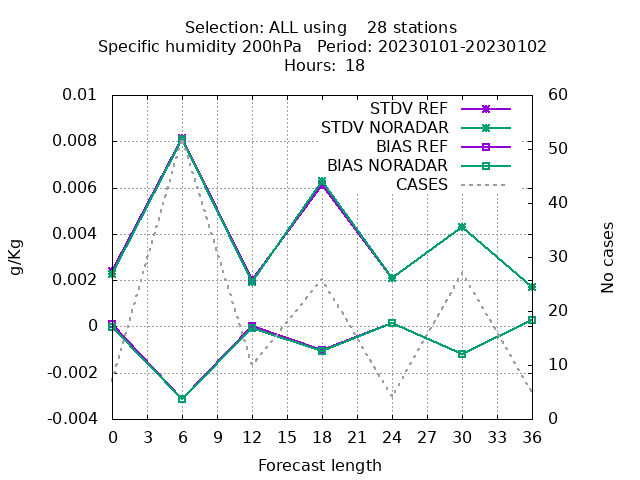 Selection: ALL using    28 stations
Specific humidity 200hPa   Period: 20230101-20230102
Hours: 18
STDV REF
STDV NORADAR
BIAS REF
BIAS NORADAR
CASES
0.01
0.008
0.006
0.004
0.002
0
-0.002
-0.004
g/Kg
60
50
40
30
20
10
0
No cases
0 3 6 9 12 15 18 21 24 27 30 33 36
Forecast length